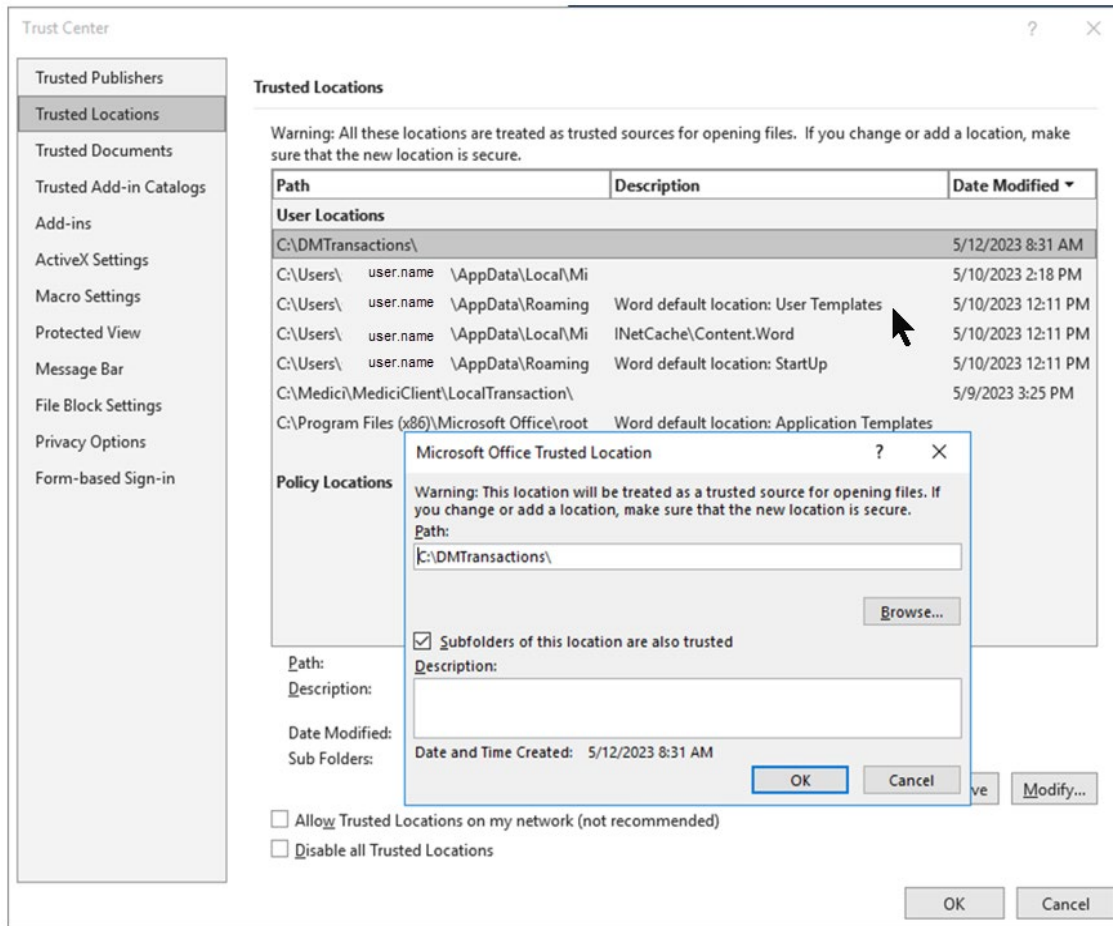 Trust Center
?
Trusted Publishers
Trusted Locations
Trusted Documents
Trusted Add-in Catalogs
Add-ins
ActiveX Settings
Macro Settings
Protected View
Message Bar
File Block Settings
Privacy Options
Form-based Sign-in
Trusted Locations
Warning: All these locations are treated as trusted sources for opening files. If you change or add a location, make
sure that the new location is secure.
Path Description Date Modified
User Locations
C:\DMTransactions\ 5/12/2023 8:31 AM
C:\Users\ user.name \AppData\Local\Mi 5/10/2023 2:18 PM
C:\Users\ user.name \AppData\Roaming Word default location: User Templates 5/10/2023 12:11 PM
C:\Users\ user.name \AppData\Local\Mi INetCache\Content.Word 5/10/2023 12:11 PM
C:\Users\ user.name \AppData\Roaming Word default location: StartUp 5/10/2023 12:11 PM
C:\Medici\MediciClient\LocalTransaction\ 5/9/2023 3:25 PM
C:\Program Files (x86)\Microsoft Office\root Word default location: Application Templates
Policy Locations
Microsoft Office Trusted Location ?
Warning: This location will be treated as a trusted source for opening files. If
you change or add a location, make sure that the new location is secure.
Path:
C:\DMTransactions\
Browse...
Subfolders of this location are also trusted
Description:
Date and Time Created: 5/12/2023 8:31 AM
OK Cancel
Path:
Description:
Date Modified:
Sub Folders:
ve Modify...
Allow Trusted Locations on my network (not recommended)
Disable all Trusted Locations
OK Cancel